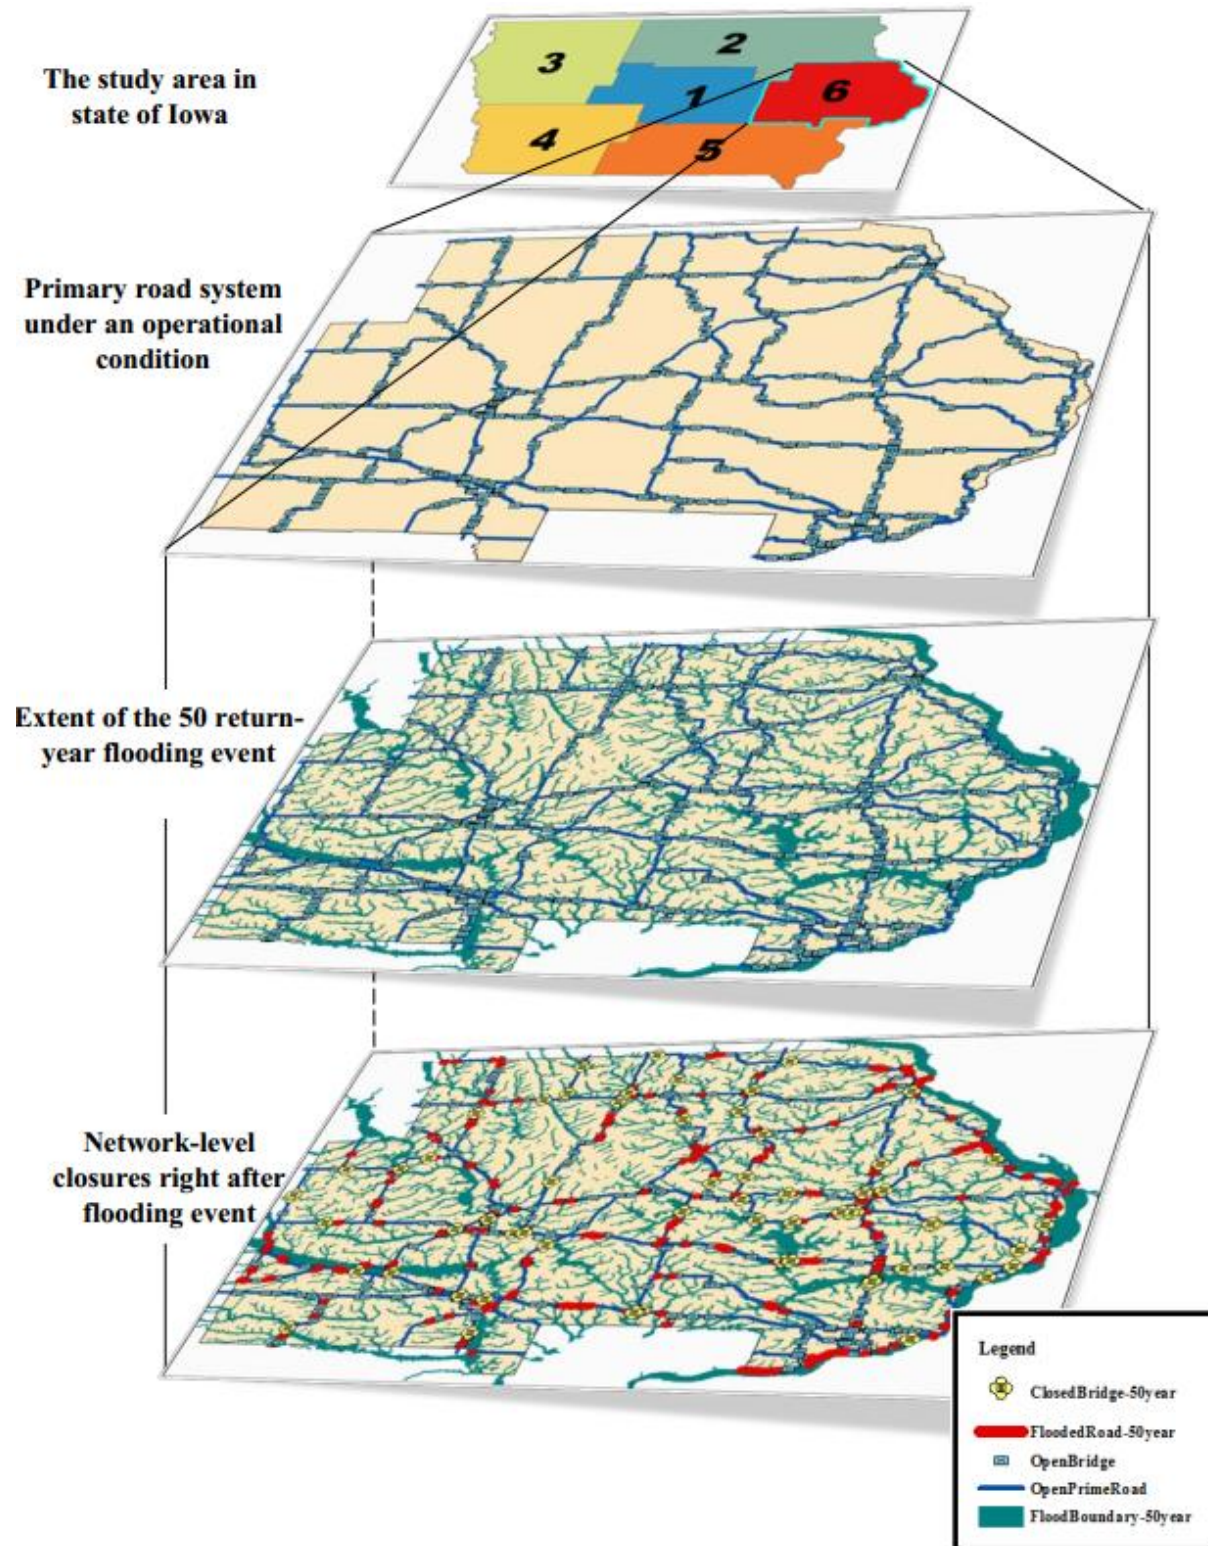 The study area in
state of Iowa
3
2
1
6
4
5
Primary road system
under an operational
condition
Extent of the 50 return-
year flooding event
Network-level
closures right after
flooding event
Legend
ClosedBridge-50year
FloodedRoad-50year
OpenBridge
OpenPrimeRoad
FloodBoundary-50year